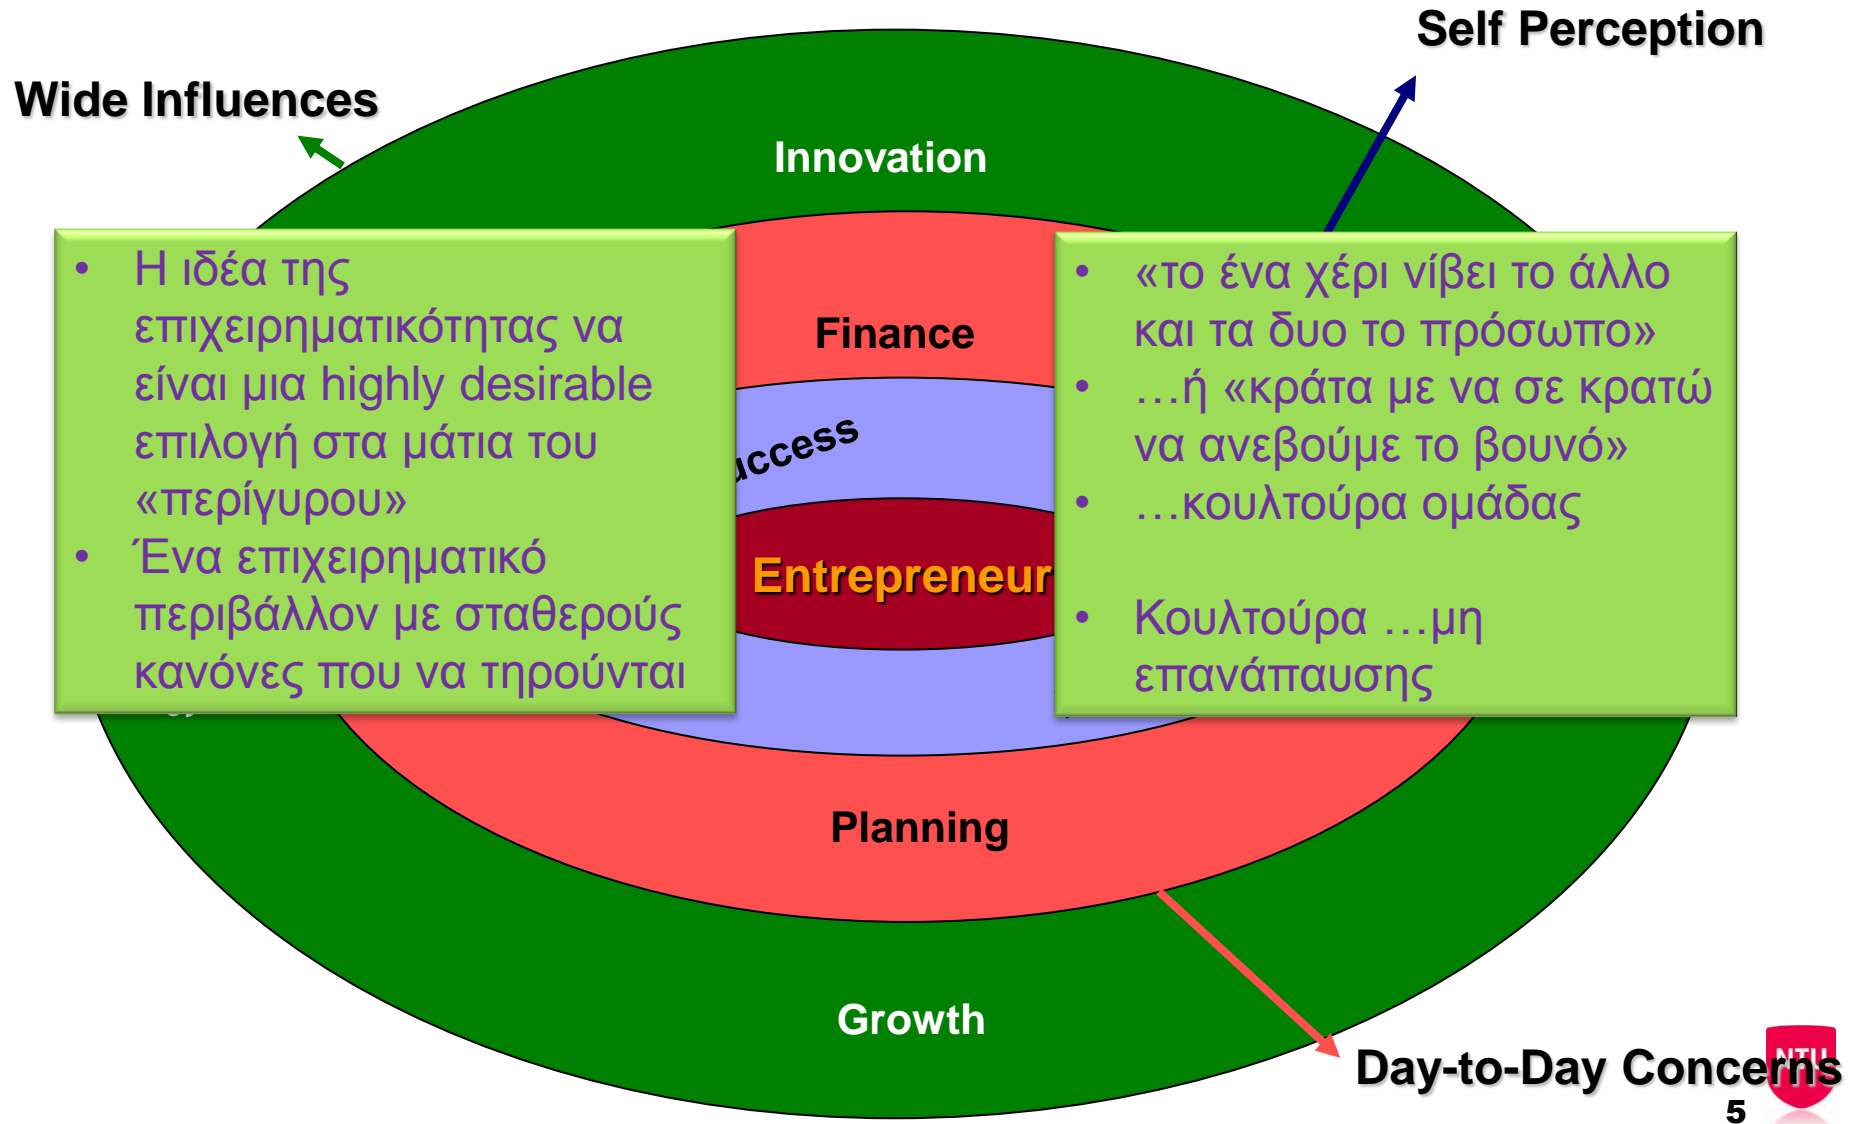 Self Perception
Wide Influences
Innovation
• Η ιδέα της
επιχειρηματικότητας να
είναι μια highly desirable
επιλογή στα μάτια του
«περίγυρου»
• Ένα επιχειρηματικό
περιβάλλον με σταθερούς
κανόνες που να τηρούνται
Finance
Entrepreneur
• «το ένα χέρι νίβει το άλλο
και τα δυο το πρόσωπο»
• …ή «κράτα με να σε κρατώ
να ανεβούμε το βουνό»
• …κουλτούρα ομάδας
• Κουλτούρα …μη
επανάπαυσης
Planning
Growth
Day-to-Day Concerns
NTU
5